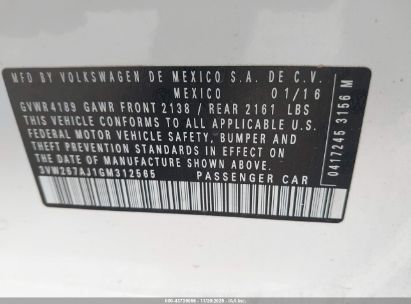 MFD BY VOLKSWAGEN DE MEXICO S.A. DE C.V.
MEXICO 01/16
GVWR 4189 GAWR FRONT 2138 / REAR 2161 LBS
THIS VEHICLE CONFORMS TO ALL APPLICABLE U.S.
FEDERAL MOTOR VEHICLE SAFETY, BUMPER AND
THEFT PREVENTION STANDARDS IN EFFECT ON THE
DATE OF MANUFACTURE SHOWN ABOVE.
3VW267AJ1GM312565 PASSENGER CAR
0417245 3156 M